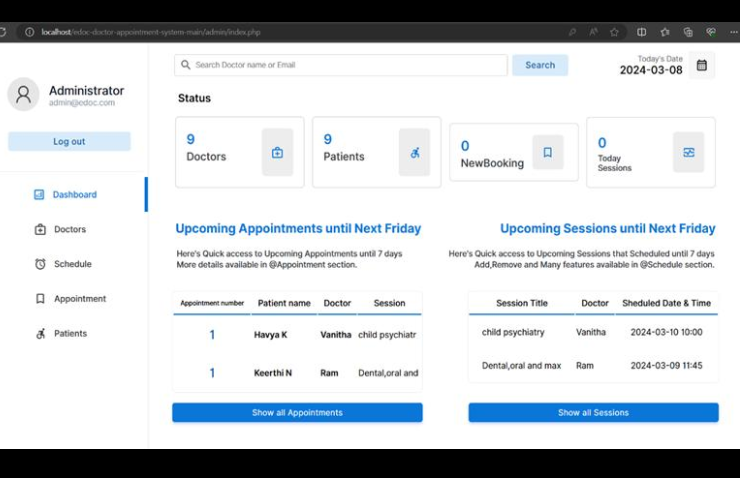 localhost/edoc-doctor-appointment-system-main/admin/index.php
Administrator
admin@edoc.com
Log out
Dashboard
Doctors
Schedule
Appointment
Patients
Search Doctor name or Email
Search
Today's Date
2024-03-08
Status
9
Doctors
9
Patients
0
NewBooking
0
Today
Sessions
Upcoming Appointments until Next Friday
Here's Quick access to Upcoming Appointments until 7 days
More details available in @Appointment section.
Appointment number Patient name Doctor Session
1 Havya K Vanitha child psychiatr
1 Keerthi N Ram Dental,oral and
Show all Appointments
Upcoming Sessions until Next Friday
Here's Quick access to Upcoming Sessions that Scheduled until 7 days
Add,Remove and Many features available in @Schedule section.
Session Title Doctor Sheduled Date & Time
child psychiatry Vanitha 2024-03-10 10:00
Dental,oral and max Ram 2024-03-09 11:45
Show all Sessions